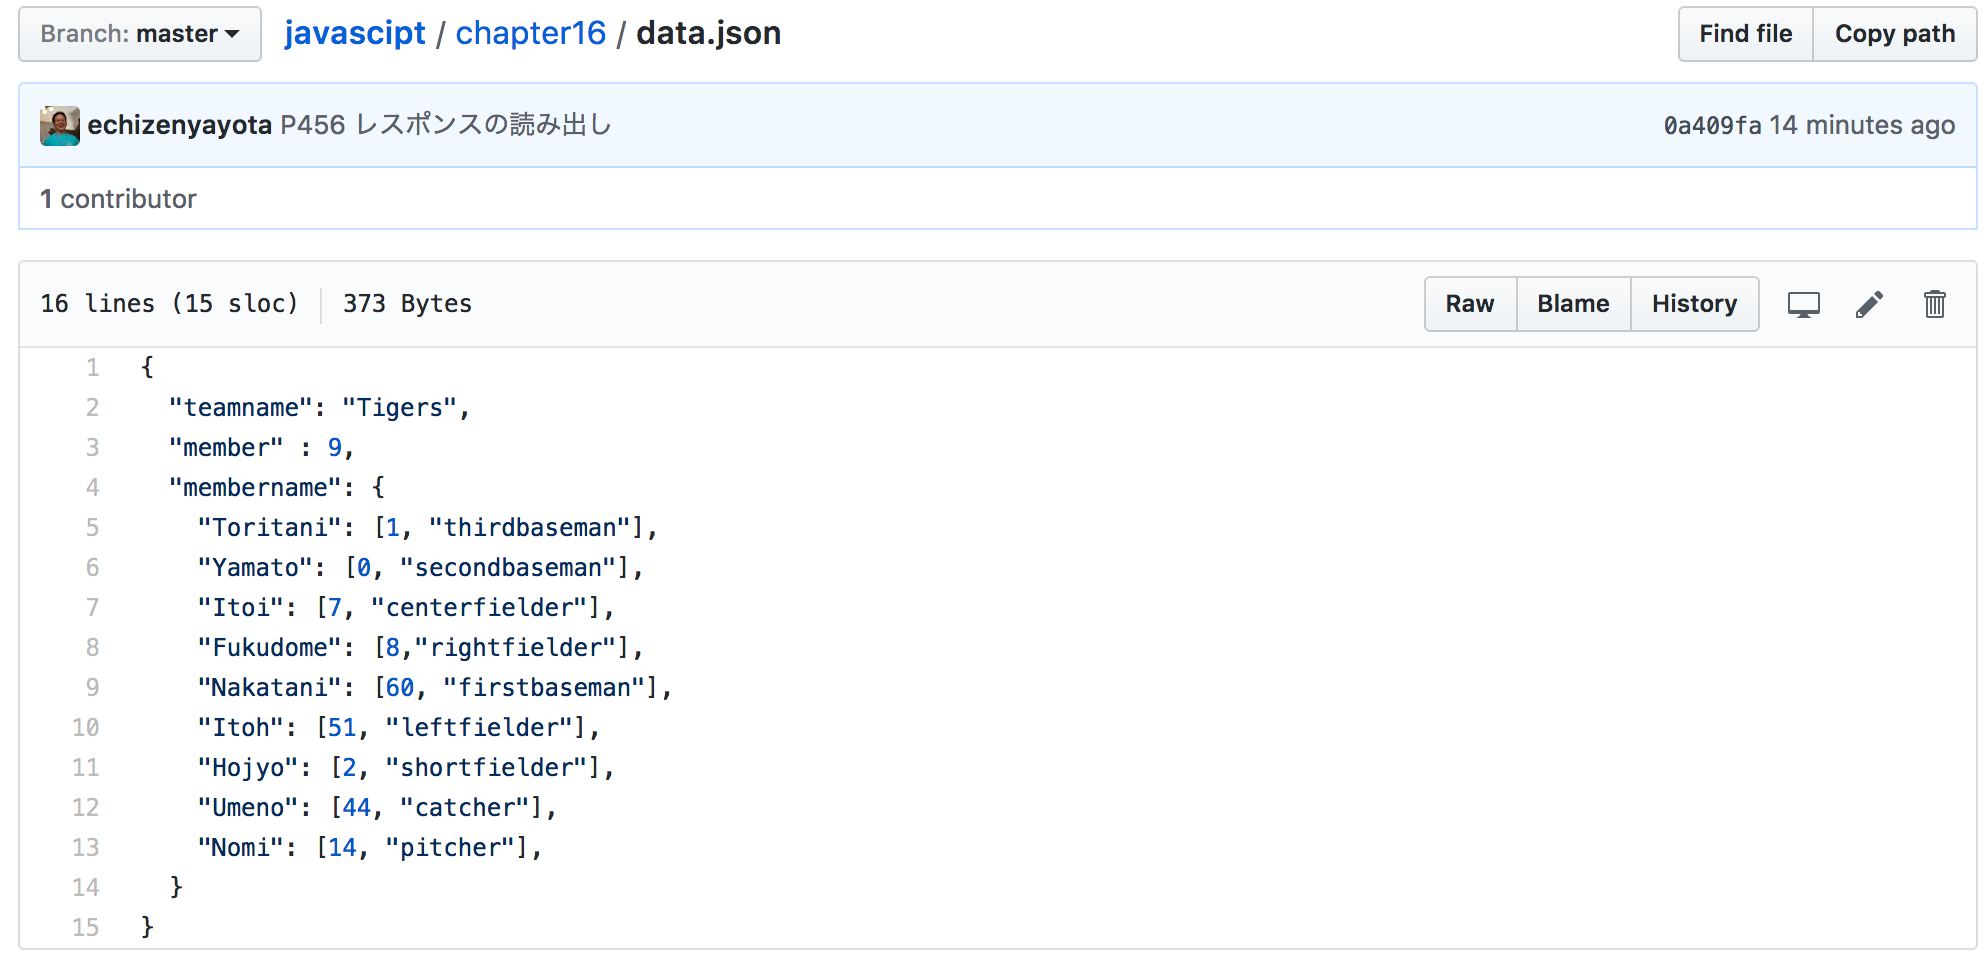 Branch: master javascipt / chapter16 / data.json Find file Copy path
echizenyayota P456 レスポンスの読み出し 0a409fa 14 minutes ago
1 contributor
16 lines (15 sloc) 373 Bytes Raw Blame History
1 {
2 "teamname": "Tigers",
3 "member" : 9,
4 "membername": {
5 "Toritani": [1, "thirdbaseman"],
6 "Yamato": [0, "secondbaseman"],
7 "Itoi": [7, "centerfielder"],
8 "Fukudome": [8,"rightfielder"],
9 "Nakatani": [60, "firstbaseman"],
10 "Itoh": [51, "leftfielder"],
11 "Hojyo": [2, "shortfielder"],
12 "Umeno": [44, "catcher"],
13 "Nomi": [14, "pitcher"],
14 }
15 }